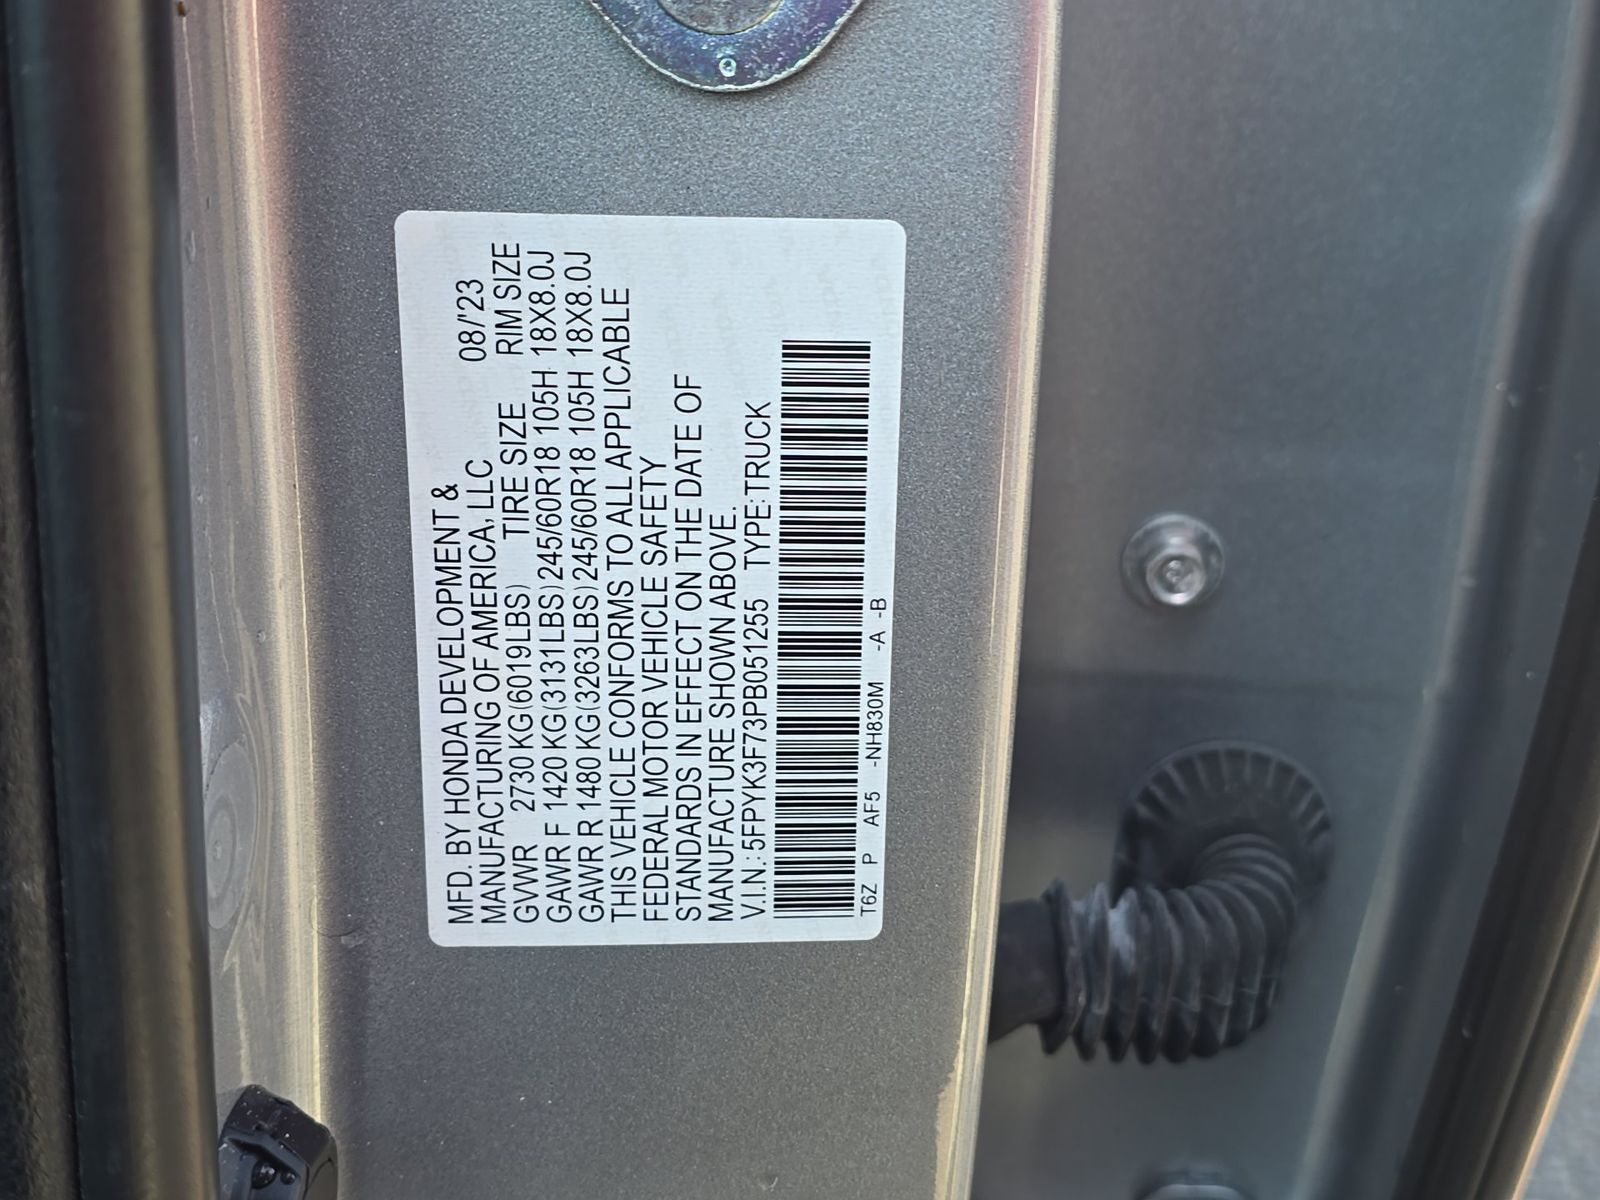 MFD. BY HONDA DEVELOPMENT &
MANUFACTURING OF AMERICA, LLC 08/'23
GVWR 2730 KG(6019LBS) TIRE SIZE RIM SIZE
GAWR F 1420 KG(3131LBS) 245/60R18 105H 18X8.0J
GAWR R 1480 KG(3263LBS) 245/60R18 105H 18X8.0J
THIS VEHICLE CONFORMS TO ALL APPLICABLE
FEDERAL MOTOR VEHICLE SAFETY
STANDARDS IN EFFECT ON THE DATE OF
MANUFACTURE SHOWN ABOVE.
V.I.N.: 5FPYK3F73PB051255 TYPE: TRUCK
T6Z P AF5 -NH830M -A -B